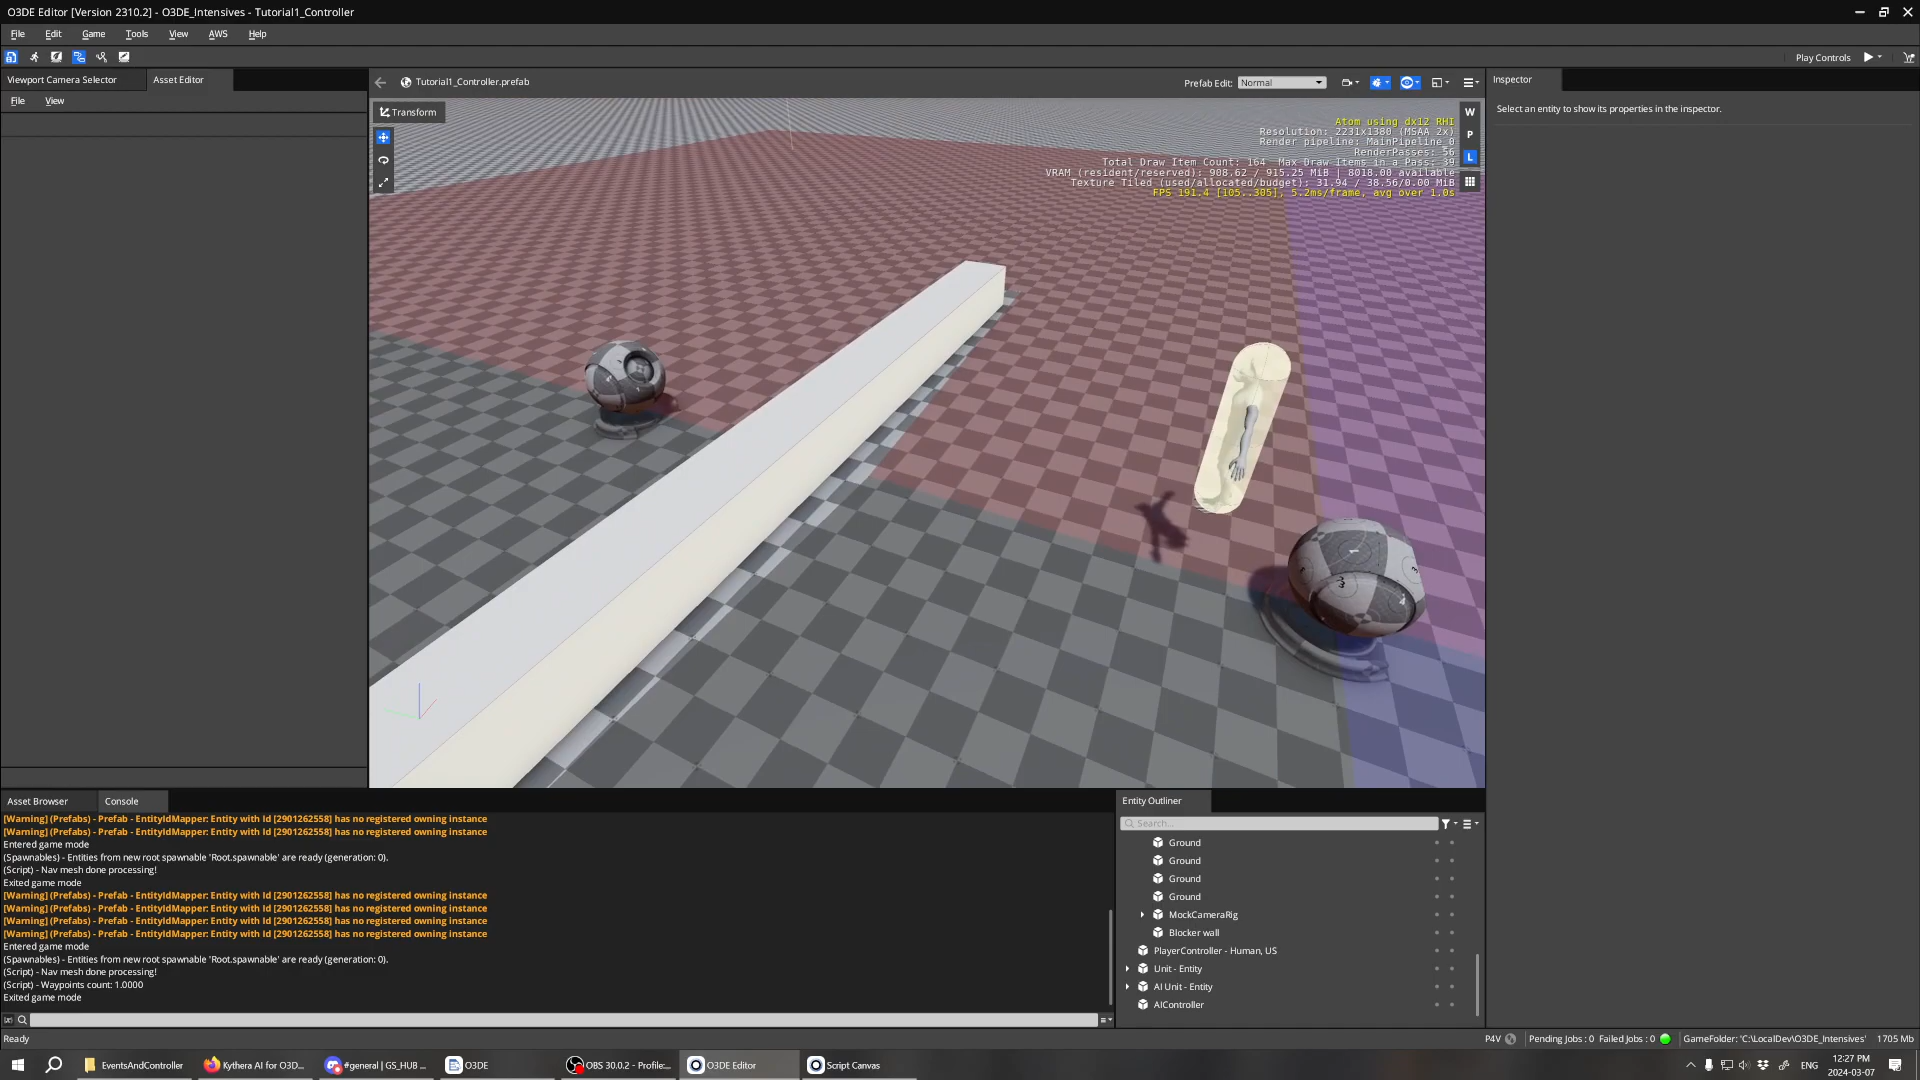 O3DE Editor [Version 2310.2] - O3DE_Intensives - Tutorial1_Controller
File Edit Game Tools View AWS Help
Play Controls
Viewport Camera Selector Asset Editor
File View
Tutorial1_Controller.prefab
Prefab Edit: Normal
Inspector
Select an entity to show its properties in the inspector.
Transform
W
P
L
Atom using dx12 RHI
Resolution: 2231x1380 (MSAA 2x)
Render pipeline: MainPipeline_0
RenderPasses: 56
Total Draw Item Count: 164 Max Draw Items in a Pass: 39
VRAM (resident/reserved): 908.62 / 915.25 MiB | 8018.00 available
Texture Tiled (used/allocated/budget): 31.94 / 38.56/0.00 MiB
FPS 191.4 [105..305], 5.2ms/frame, avg over 1.0s
Asset Browser Console
[Warning] (Prefabs) - Prefab - EntityIdMapper: Entity with Id [2901262558] has no registered owning instance
[Warning] (Prefabs) - Prefab - EntityIdMapper: Entity with Id [2901262558] has no registered owning instance
Entered game mode
(Spawnables) - Entities from new root spawnable 'Root.spawnable' are ready (generation: 0).
(Script) - Nav mesh done processing!
Exited game mode
[Warning] (Prefabs) - Prefab - EntityIdMapper: Entity with Id [2901262558] has no registered owning instance
[Warning] (Prefabs) - Prefab - EntityIdMapper: Entity with Id [2901262558] has no registered owning instance
[Warning] (Prefabs) - Prefab - EntityIdMapper: Entity with Id [2901262558] has no registered owning instance
[Warning] (Prefabs) - Prefab - EntityIdMapper: Entity with Id [2901262558] has no registered owning instance
Entered game mode
(Spawnables) - Entities from new root spawnable 'Root.spawnable' are ready (generation: 0).
(Script) - Nav mesh done processing!
(Script) - Waypoints count: 1.0000
Exited game mode
Entity Outliner
Search...
Ground
Ground
Ground
Ground
MockCameraRig
Blocker wall
PlayerController - Human, US
Unit - Entity
AI Unit - Entity
AIController
Ready
P4V
Pending Jobs : 0 Failed Jobs : 0
GameFolder: 'C:\LocalDev\O3DE_Intensives'
1705 Mb
EventsAndController
Kythera AI for O3D...
#general | GS_HUB ...
O3DE
OBS 30.0.2 - Profile:...
O3DE Editor
Script Canvas
ENG
12:27 PM
2024-03-07